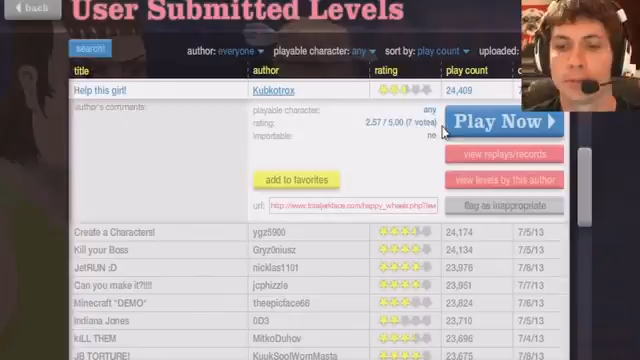 back
User Submitted Levels
search!
author: everyone playable character: any sort by: play count uploaded:
title author rating play count
Help this girl! Kubkotrox 24,409
author's comments:
playable character: any
rating: 2.57 / 5.00 (7 votes)
importable: no
Play Now
view replays/records
add to favorites view levels by this author
url: http://www.totaljerkface.com/happy_wheels.php? flag as inappropriate
Create a Characters! ygz5900 24,174 7/5/13
Kill your Boss Gry0niusx 24,134 7/5/13
JetRUN :D nicklas1101 23,976 7/8/13
Can you make it?!!!! jcphizzle 23,951 7/7/13
Minecraft *DEMO* theepicface66 23,824 7/6/13
Indiana Jones 0D3 23,710 7/5/13
kiLL THEM MitkoDuhov 23,696 7/4/13
JB TORTURE! KuukSoolWornMasta 23,675 7/8/13